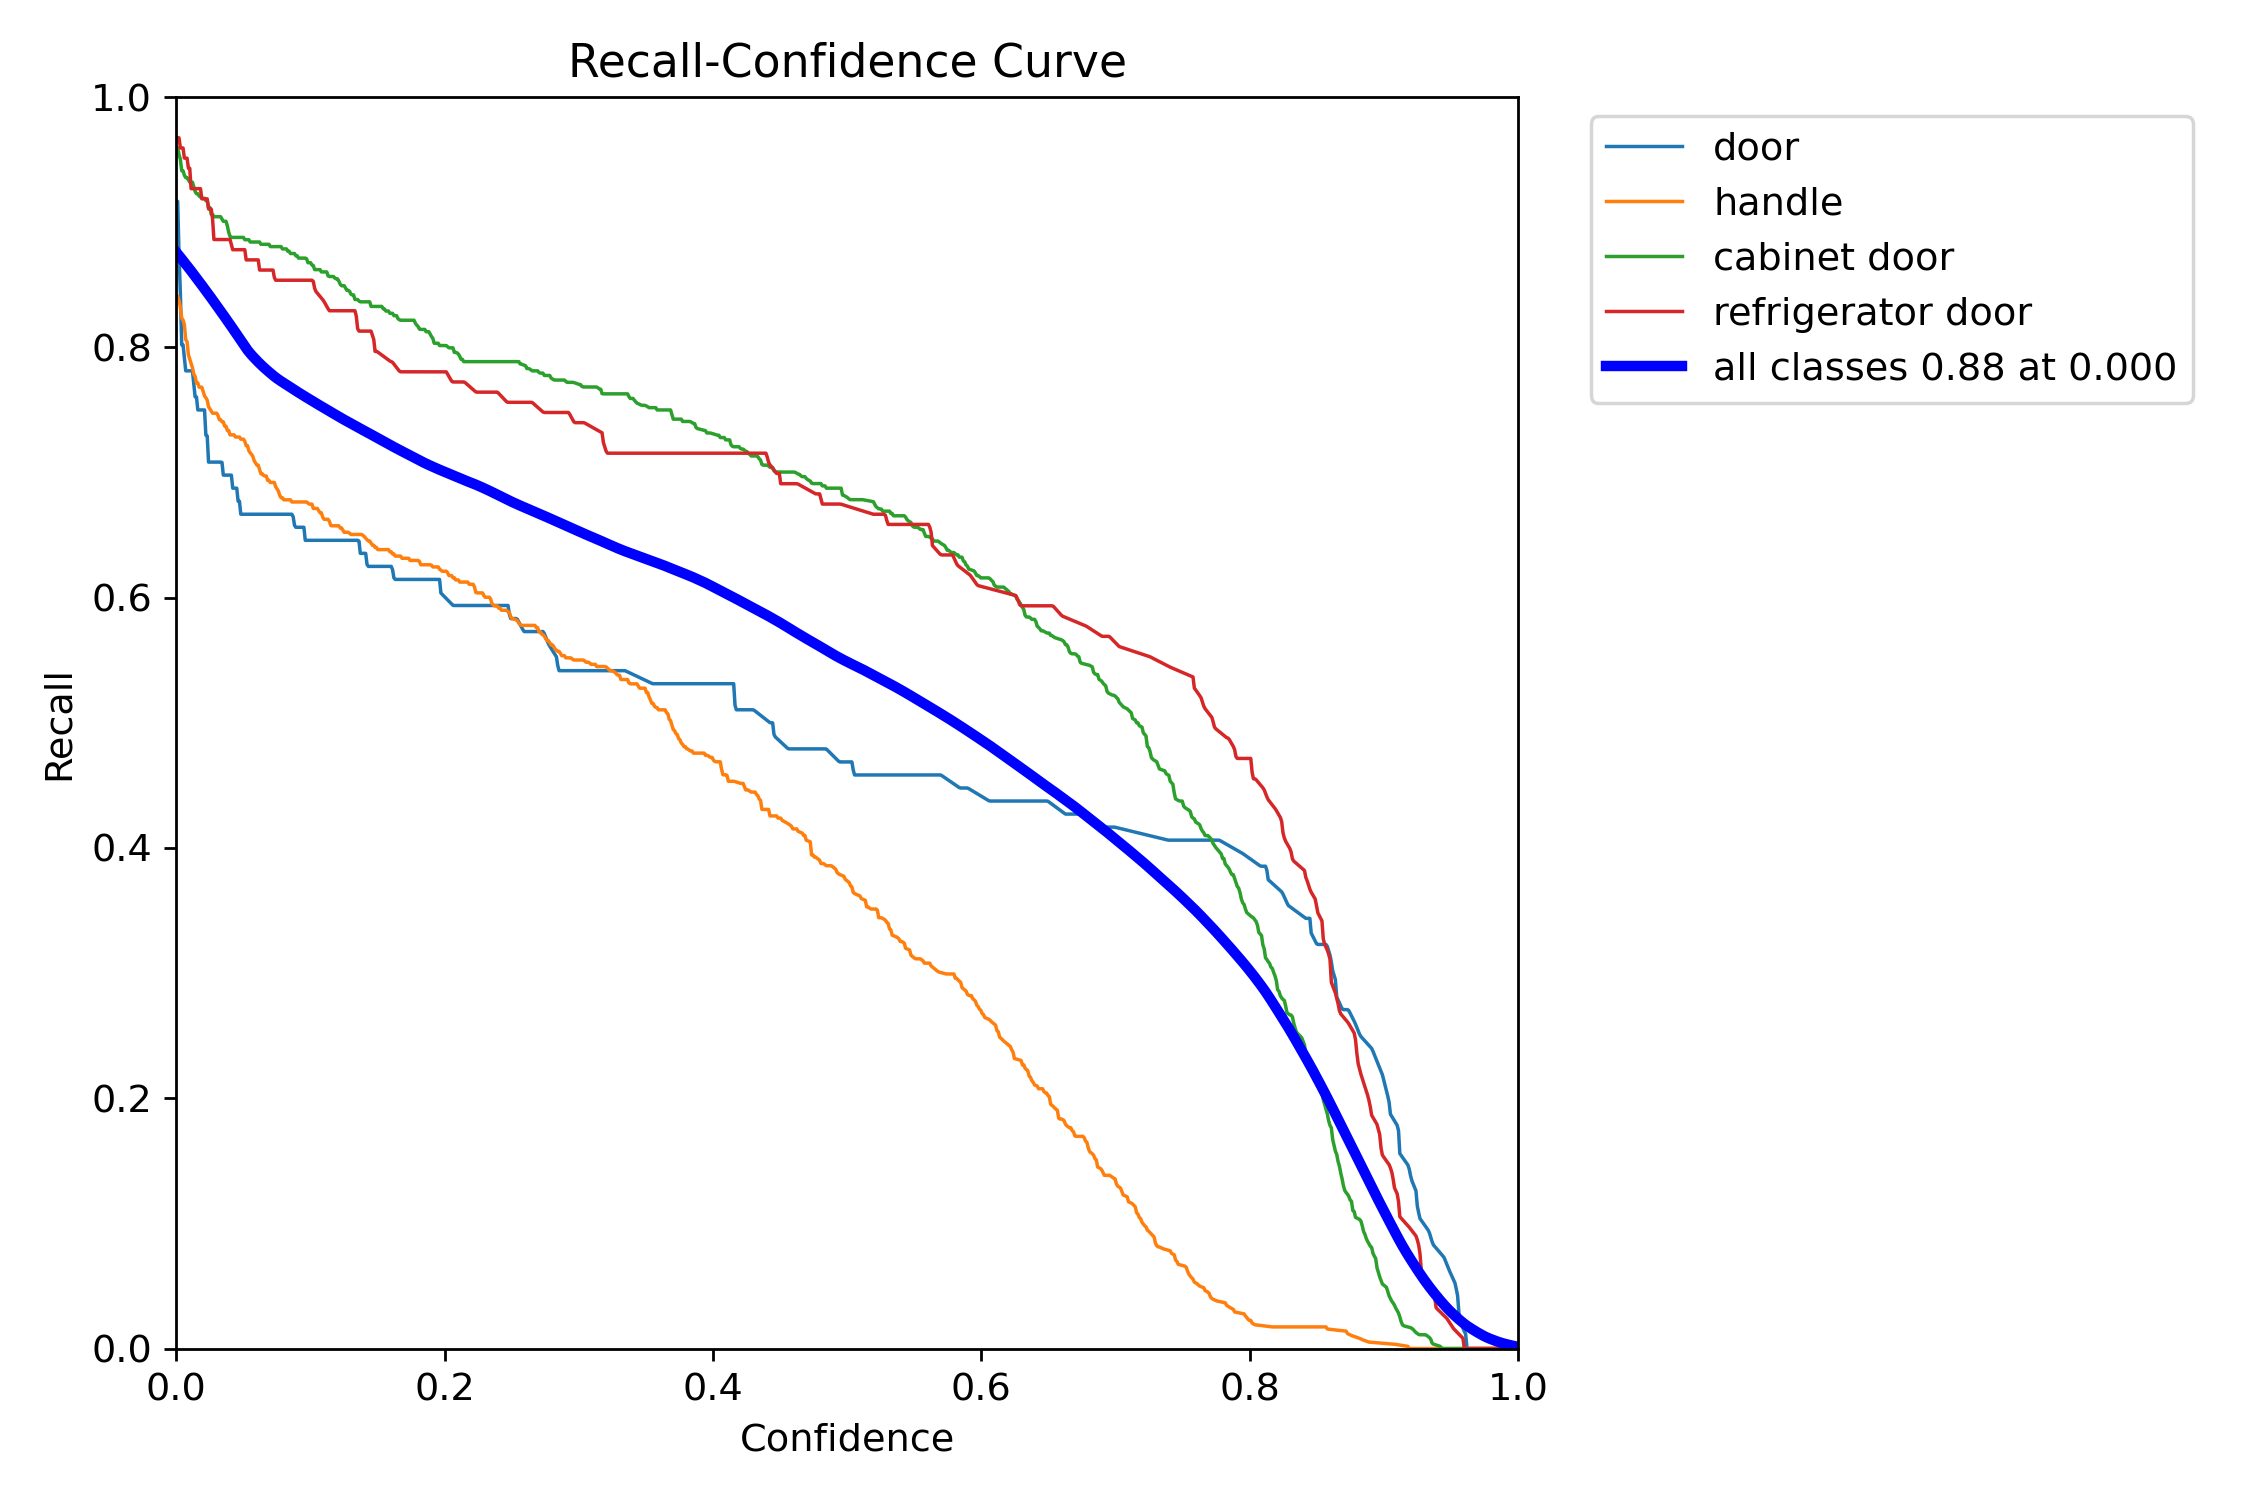 Recall-Confidence Curve
1.0
0.8
0.6
0.4
0.2
0.0
Recall
0.0 0.2 0.4 0.6 0.8 1.0
Confidence
door
handle
cabinet door
refrigerator door
all classes 0.88 at 0.000